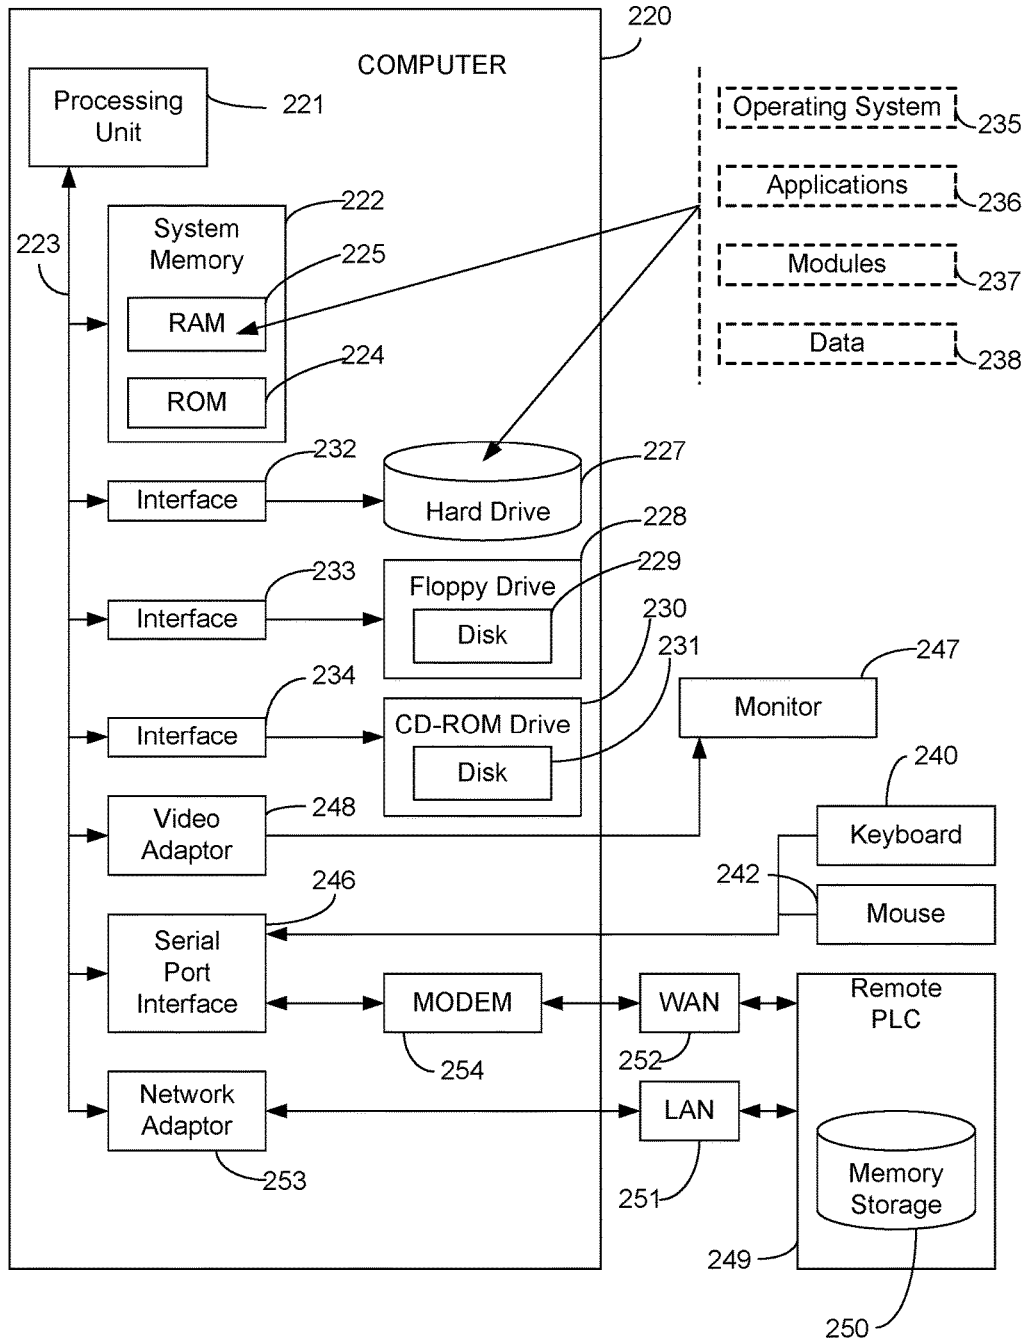 220
COMPUTER
Processing
Unit
221
Operating System
235
Applications
236
Modules
237
Data
238
223
System
Memory
222
225
RAM
224
ROM
232
Interface
Hard Drive
227
228
233
Interface
Floppy Drive
229
Disk
230
231
234
Interface
CD-ROM Drive
Disk
247
Monitor
248
Video
Adaptor
240
Keyboard
242
Mouse
246
Serial
Port
Interface
MODEM
254
WAN
252
Remote
PLC
Network
Adaptor
253
LAN
251
Memory
Storage
249
250